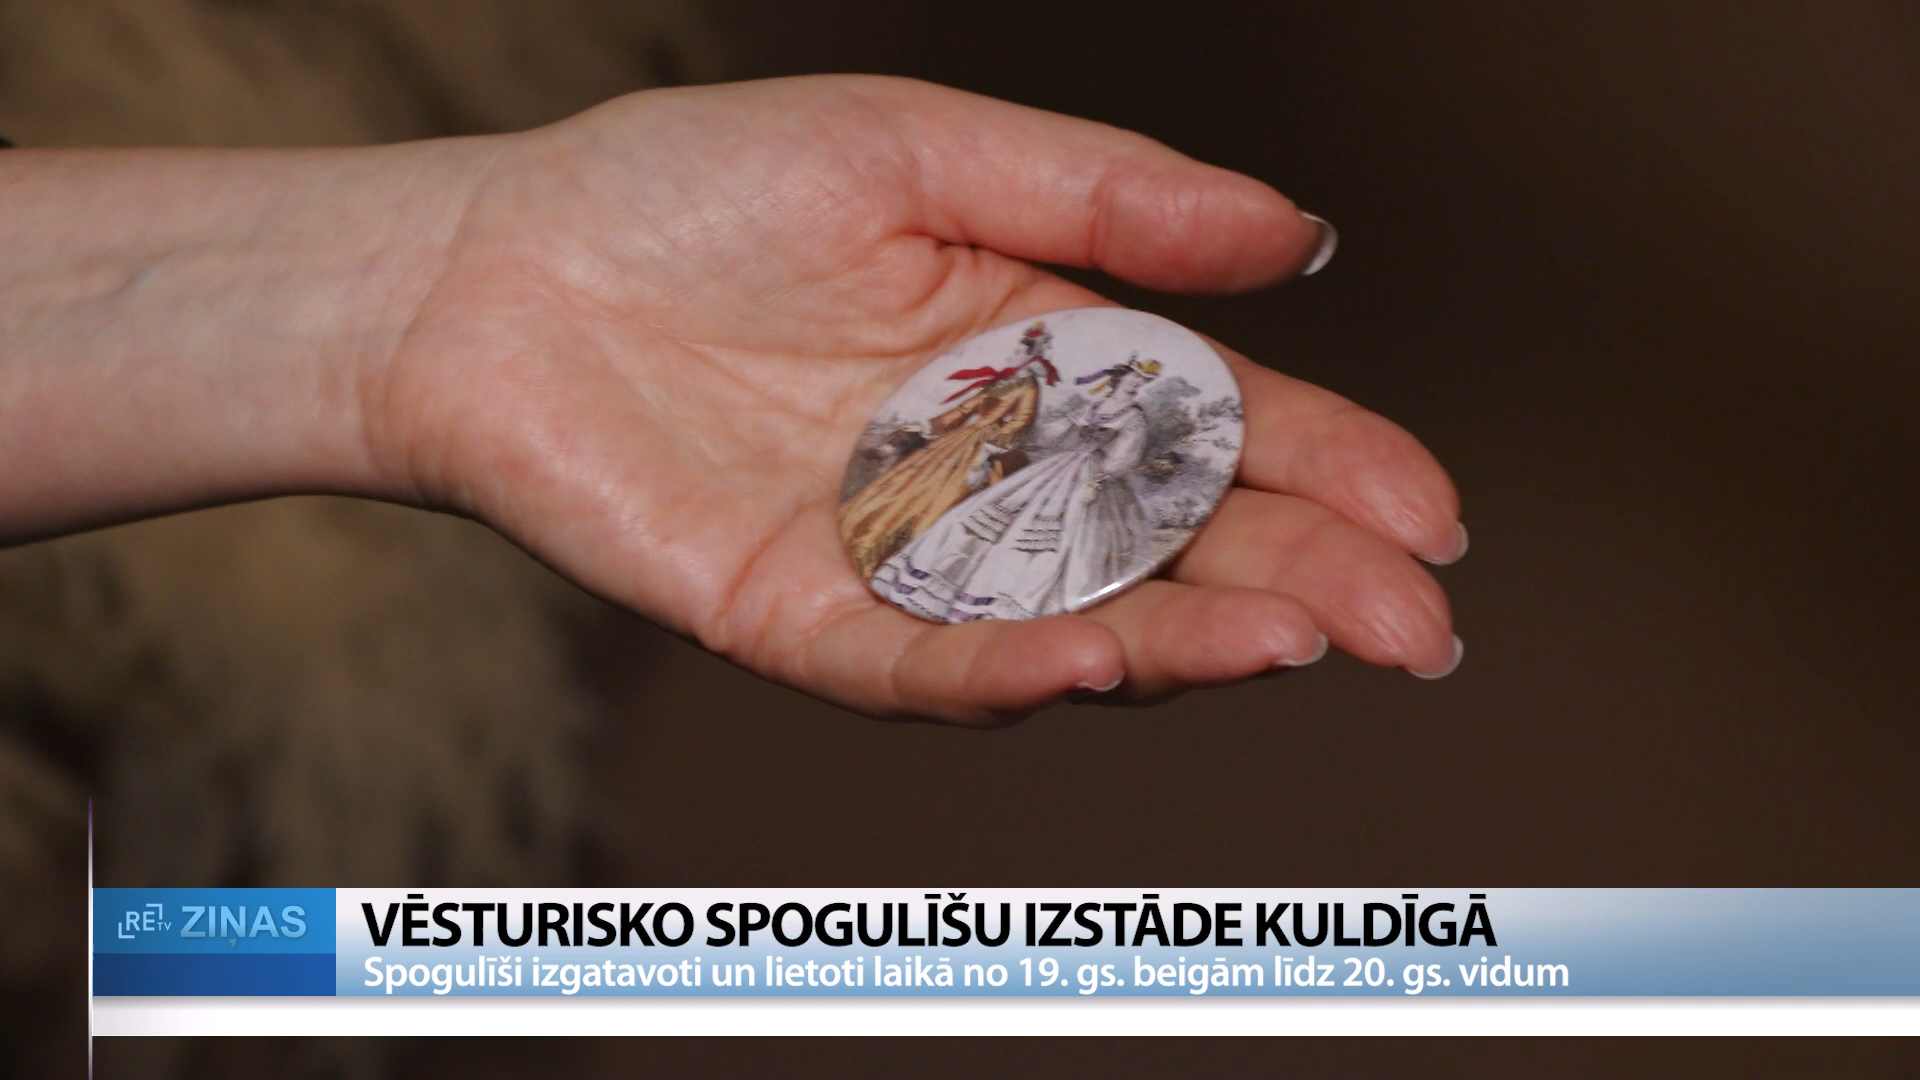 RE TV ZIŅAS
VĒSTURISKO SPOGULĪŠU IZSTĀDE KULDĪGĀ
Spogulīši izgatavoti un lietoti laikā no 19. gs. beigām līdz 20. gs. vidum